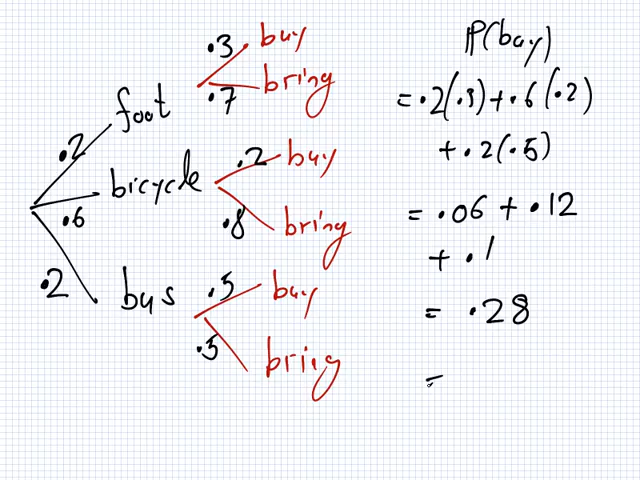 .3 buy
.7 bring
foot
.2
.2 buy
bicycle
.6
.8 bring
.2
bus
.5 buy
.5 bring
P(buy)
= .2(.3) + .6(.2)
+ .2(.5)
= .06 + .12
+ .1
= .28
=